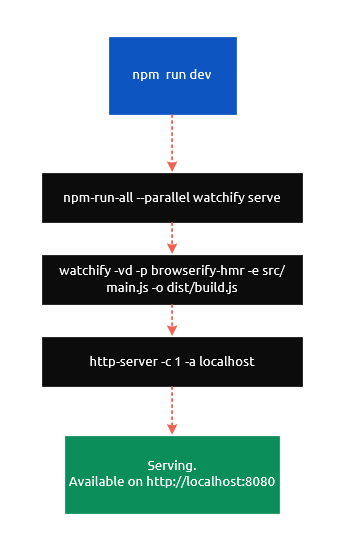 npm  run dev
npm-run-all --parallel watchify serve
watchify -vd -p browserify-hmr -e src/
main.js -o dist/build.js
http-server -c 1 -a localhost
Serving.
Available on http://localhost:8080